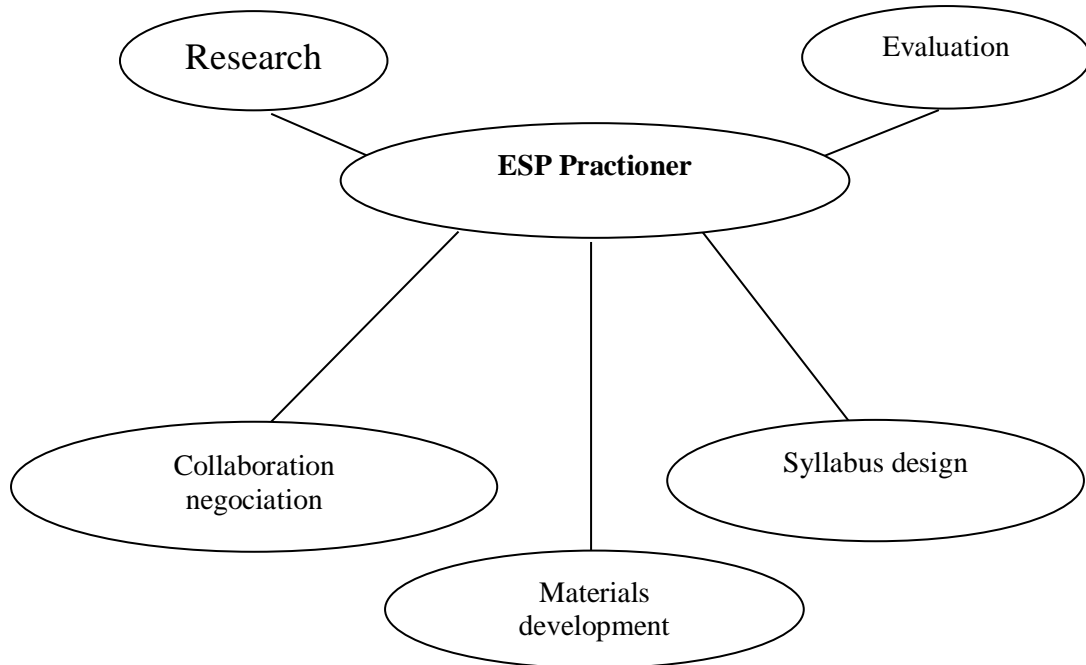 Research
Evaluation
ESP Practioner
Collaboration
negociation
Syllabus design
Materials
development